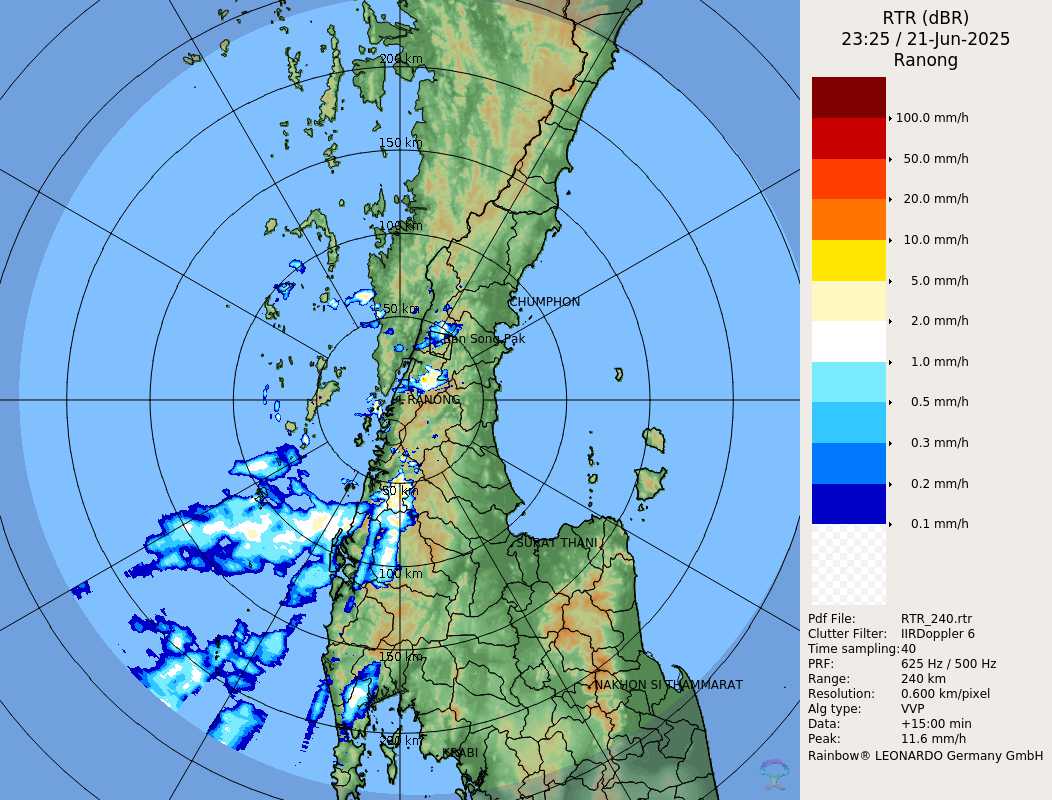 RTR (dBR)
23:25 / 21-Jun-2025
Ranong
100.0 mm/h
50.0 mm/h
20.0 mm/h
10.0 mm/h
5.0 mm/h
2.0 mm/h
1.0 mm/h
0.5 mm/h
0.3 mm/h
0.2 mm/h
0.1 mm/h
Pdf File: RTR_240.rtr
Clutter Filter: IIRDoppler 6
Time sampling:40
PRF: 625 Hz / 500 Hz
Range: 240 km
Resolution: 0.600 km/pixel
Alg type: VVP
Data: +15:00 min
Peak: 11.6 mm/h
Rainbow® LEONARDO Germany GmbH
200 km
150 km
100 km
50 km
CHUMPHON
Ban Song Pak
RANONG
50 km
SURAT THANI
100 km
150 km
NAKHON SI THAMMARAT
200 km
KRABI